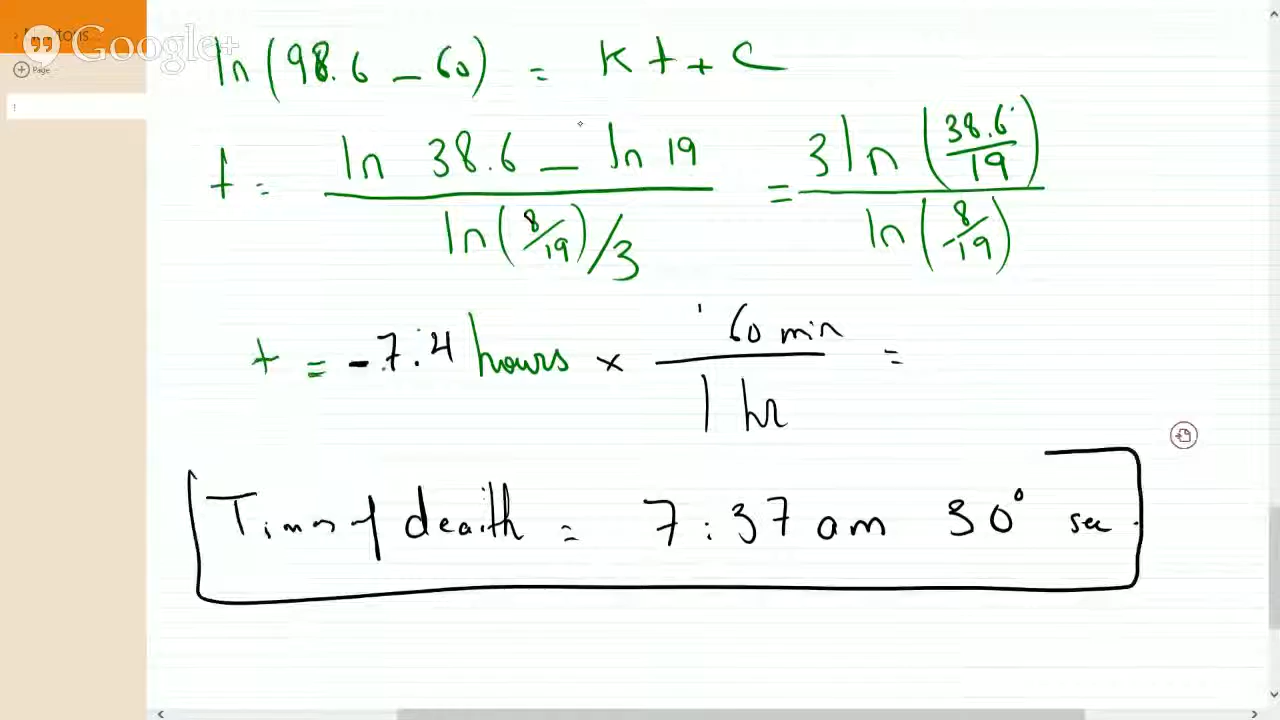 Google+
Page
ln(98.6 - 60) = kt + C
t = (ln 38.6 - ln 19) / (ln(8/19)/3) = 3 ln(38.6/19) / ln(8/19)
t = -7.4 hours × 60 min / 1 hr =
Time of death = 7:37 am 30° sec.